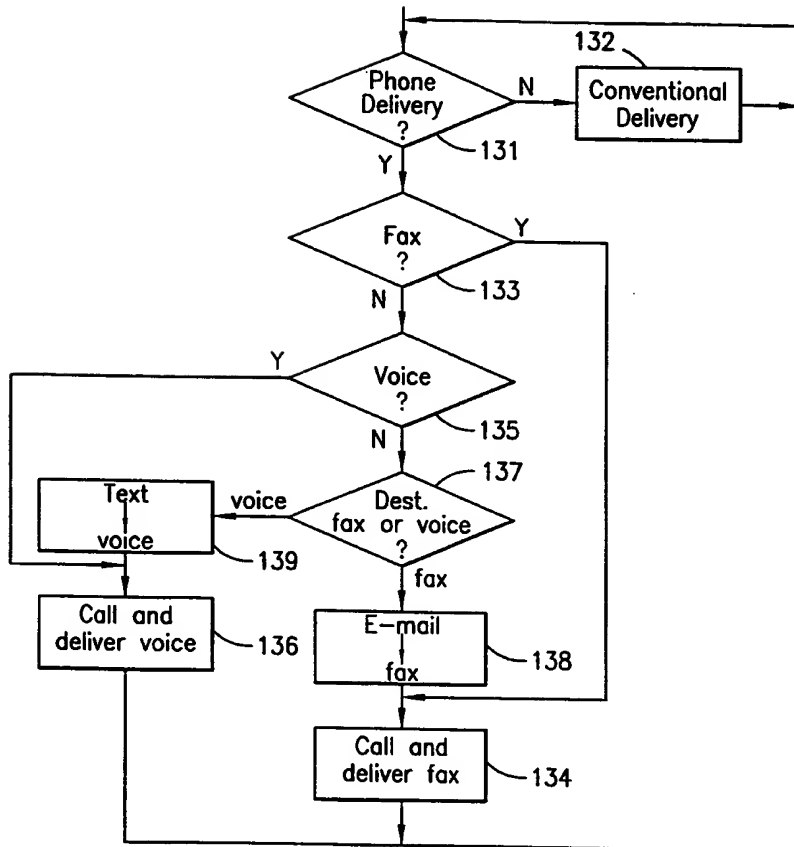 132
Phone
Delivery
?
N
Conventional
Delivery
131
Y
Fax
?
Y
133
N
Y
Voice
?
135
N
137
Text
voice
voice
Dest.
fax or voice
?
139
fax
Call and
deliver voice
136
E-mail
fax
138
Call and
deliver fax
134